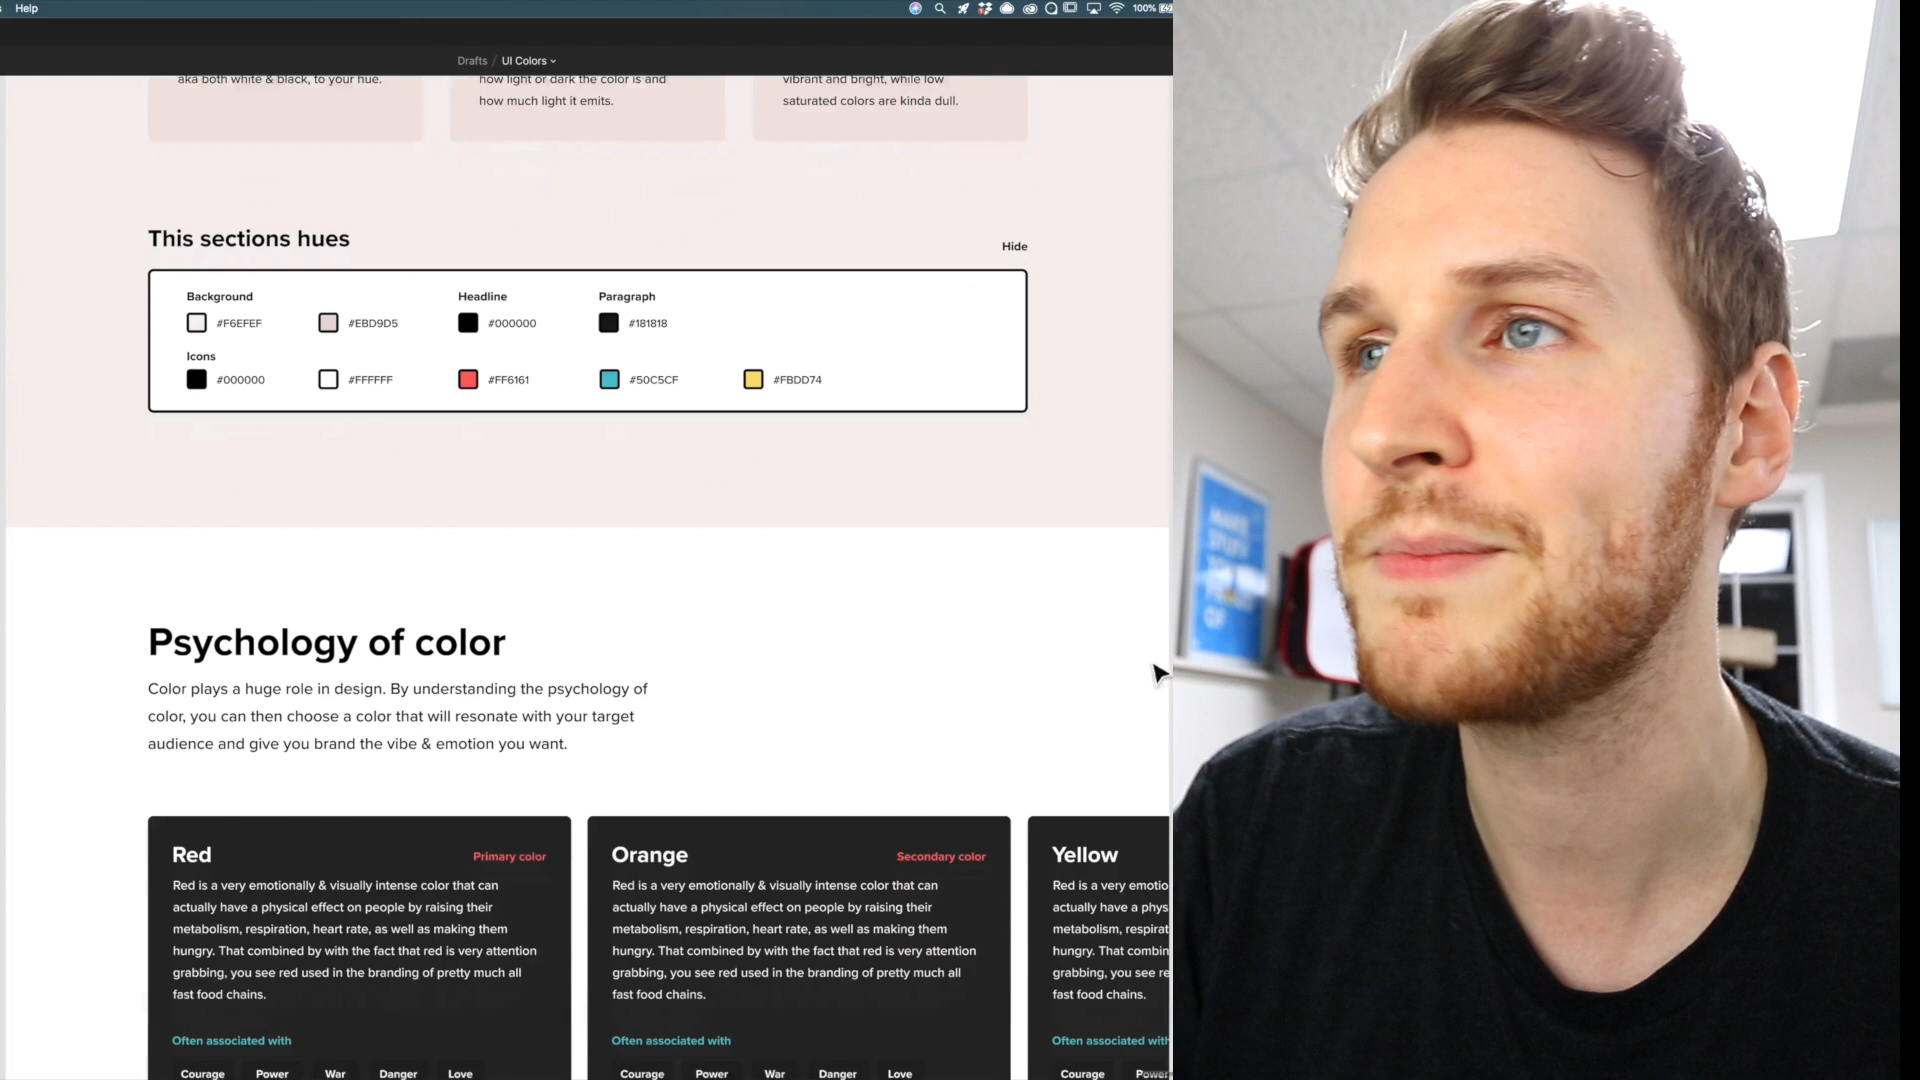 Help
100%
Drafts / UI Colors
aka both white & black, to your hue.
how light or dark the color is and
how much light it emits.
vibrant and bright, while low
saturated colors are kinda dull.
This sections hues
Hide
Background
Headline
Paragraph
#F6EFEF
#EBD9D5
#000000
#181818
Icons
#000000
#FFFFFF
#FF6161
#50C5CF
#FBDD74
Psychology of color
Color plays a huge role in design. By understanding the psychology of
color, you can then choose a color that will resonate with your target
audience and give you brand the vibe & emotion you want.
Red
Primary color
Red is a very emotionally & visually intense color that can
actually have a physical effect on people by raising their
metabolism, respiration, heart rate, as well as making them
hungry. That combined by with the fact that red is very attention
grabbing, you see red used in the branding of pretty much all
fast food chains.
Often associated with
Courage Power War Danger Love
Orange
Secondary color
Red is a very emotionally & visually intense color that can
actually have a physical effect on people by raising their
metabolism, respiration, heart rate, as well as making them
hungry. That combined by with the fact that red is very attention
grabbing, you see red used in the branding of pretty much all
fast food chains.
Often associated with
Courage Power War Danger Love
Yellow
Red is a very emotio
actually have a phys
metabolism, respirat
hungry. That combin
grabbing, you see re
fast food chains.
Often associated with
Courage Power
MAKE
STUFF
OF